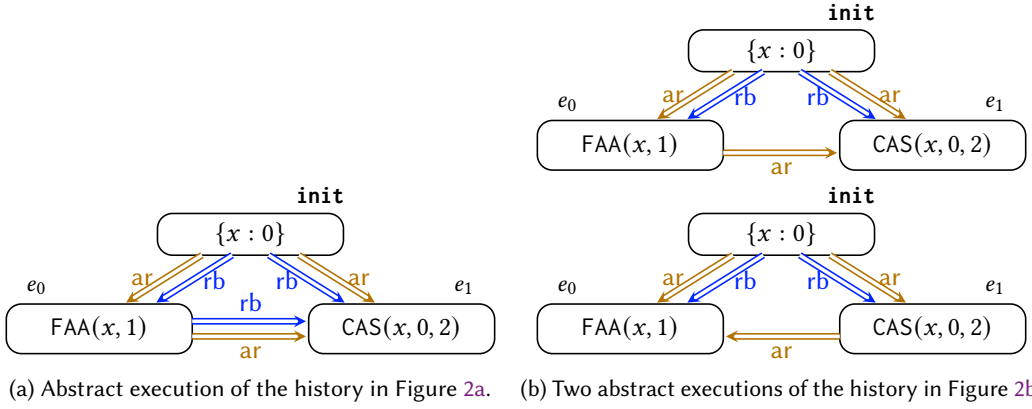 init
{x : 0}
ar rb rb ar
e₀ e₁
FAA(x, 1) CAS(x, 0, 2)
rb
ar
(a) Abstract execution of the history in Figure 2a.
init
{x : 0}
ar rb rb ar
e₀ e₁
FAA(x, 1) CAS(x, 0, 2)
ar
init
{x : 0}
ar rb rb ar
e₀ e₁
FAA(x, 1) CAS(x, 0, 2)
ar
(b) Two abstract executions of the history in Figure 2b